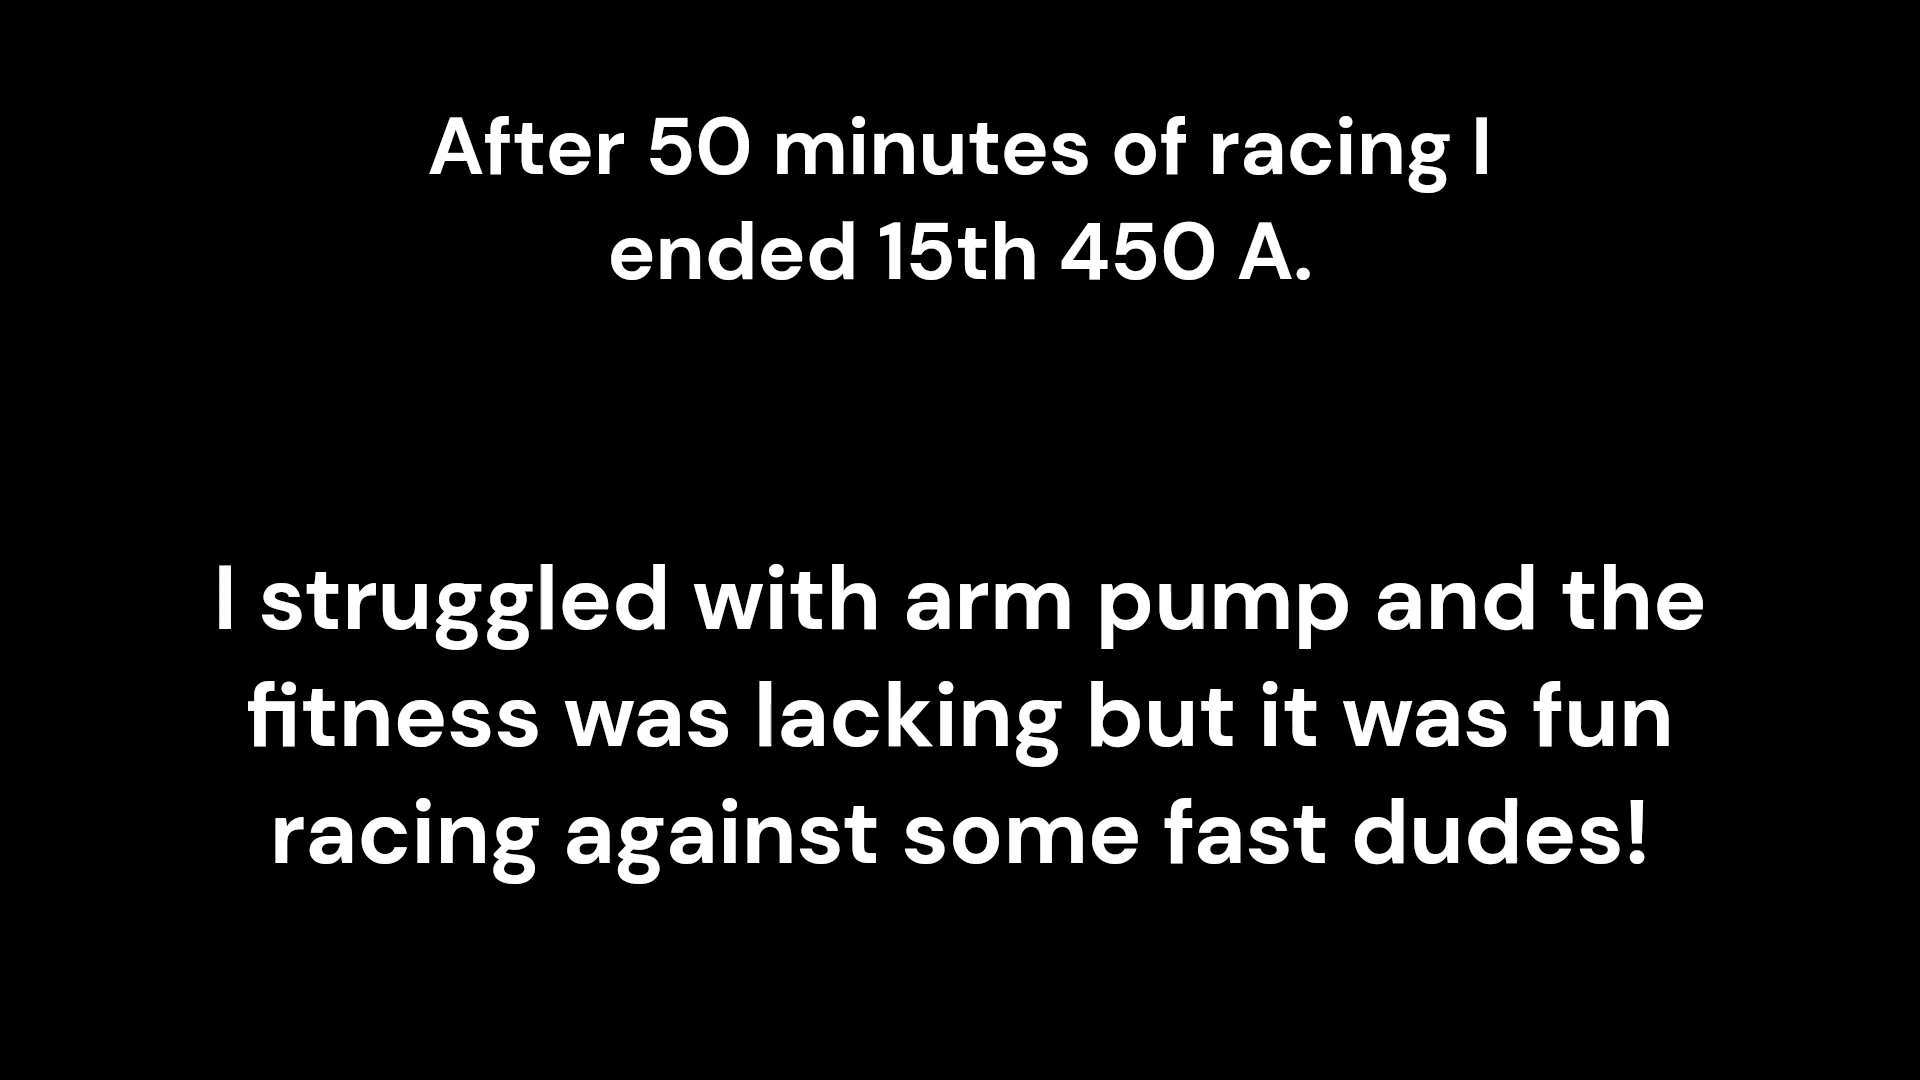 After 50 minutes of racing I
ended 15th 450 A.
I struggled with arm pump and the
fitness was lacking but it was fun
racing against some fast dudes!